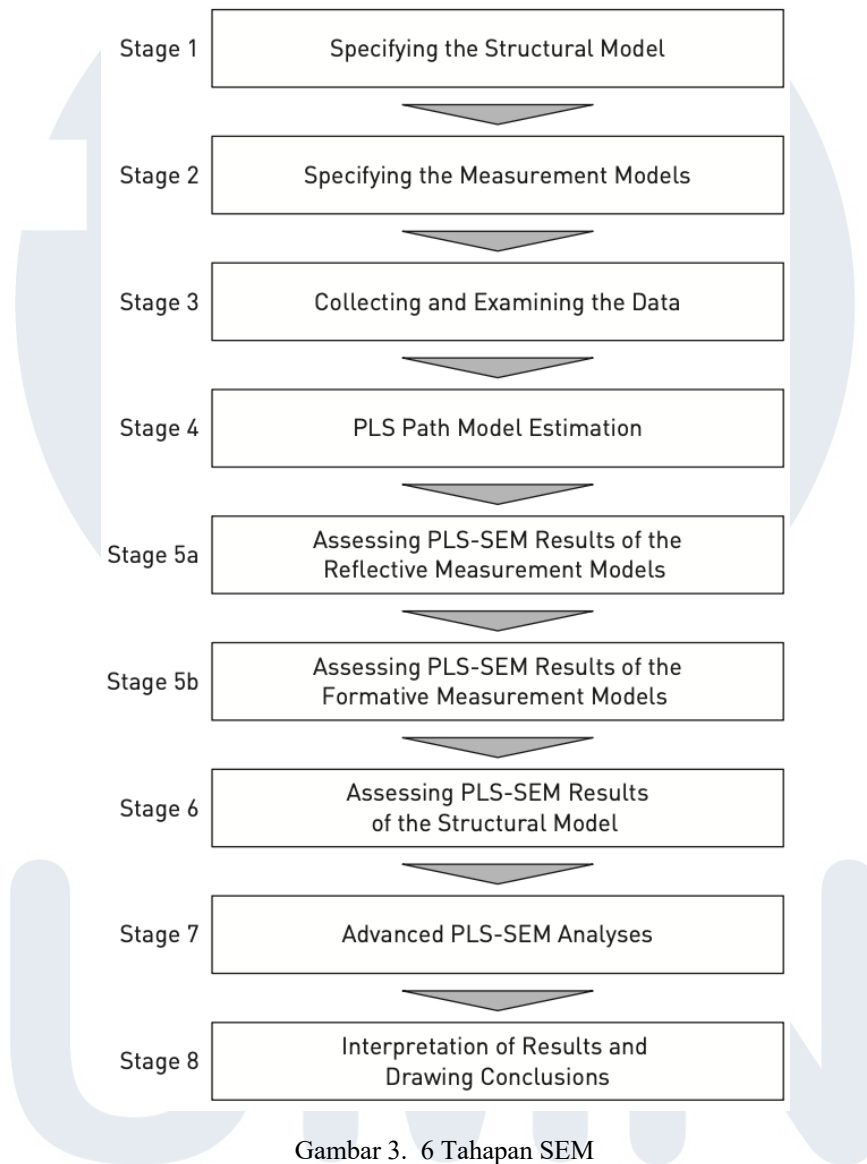 Stage 1
Specifying the Structural Model
Stage 2
Specifying the Measurement Models
Stage 3
Collecting and Examining the Data
Stage 4
PLS Path Model Estimation
Stage 5a
Assessing PLS-SEM Results of the
Reflective Measurement Models
Stage 5b
Assessing PLS-SEM Results of the
Formative Measurement Models
Stage 6
Assessing PLS-SEM Results
of the Structural Model
Stage 7
Advanced PLS-SEM Analyses
Stage 8
Interpretation of Results and
Drawing Conclusions
Gambar 3. 6 Tahapan SEM